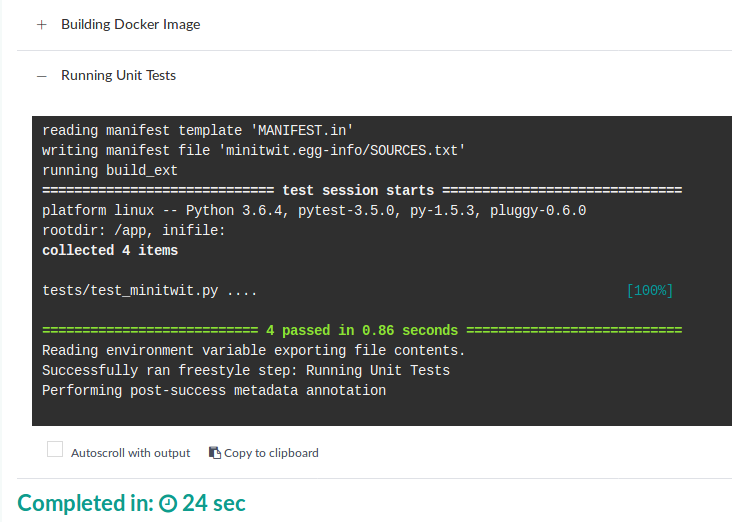 + Building Docker Image
– Running Unit Tests
reading manifest template 'MANIFEST.in'
writing manifest file 'minitwit.egg-info/SOURCES.txt'
running build_ext
============================= test session starts ==============================
platform linux -- Python 3.6.4, pytest-3.5.0, py-1.5.3, pluggy-0.6.0
rootdir: /app, inifile:
collected 4 items
tests/test_minitwit.py .... [100%]
=========================== 4 passed in 0.86 seconds ===========================
Reading environment variable exporting file contents.
Successfully ran freestyle step: Running Unit Tests
Performing post-success metadata annotation
Autoscroll with output Copy to clipboard
Completed in: 24 sec